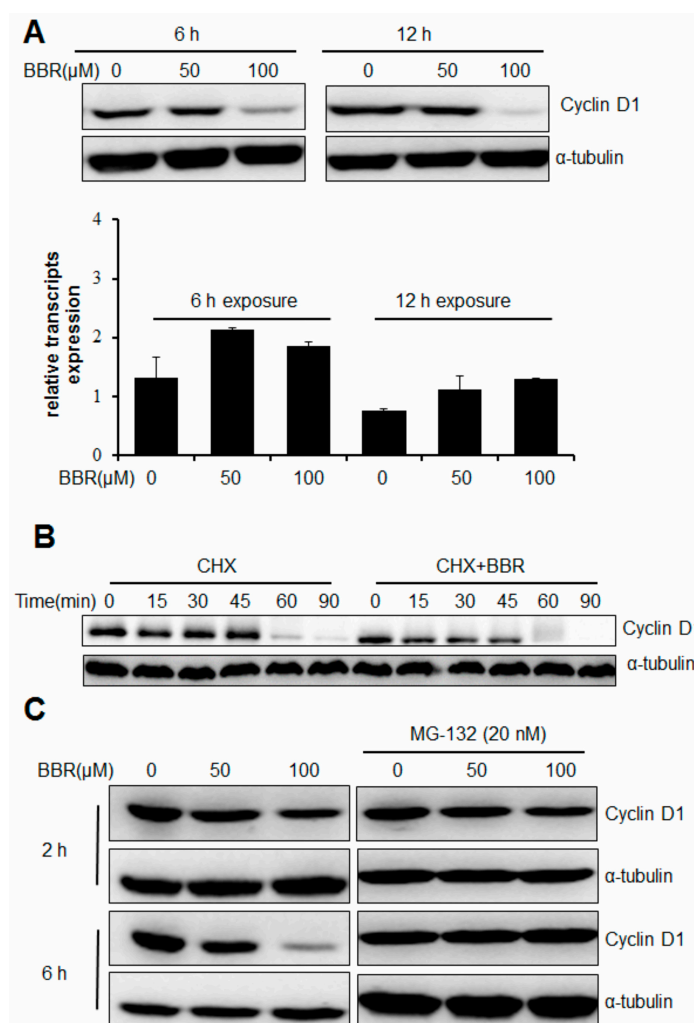 A
6 h 12 h
BBR(µM) 0 50 100 0 50 100
Cyclin D1
α-tubulin
relative transcripts expression
4
3
2
1
0
6 h exposure 12 h exposure
BBR(µM) 0 50 100 0 50 100
B
CHX CHX+BBR
Time(min) 0 15 30 45 60 90 0 15 30 45 60 90
Cyclin D
α-tubulin
C
MG-132 (20 nM)
BBR(µM) 0 50 100 0 50 100
Cyclin D1
2 h
α-tubulin
Cyclin D1
6 h
α-tubulin